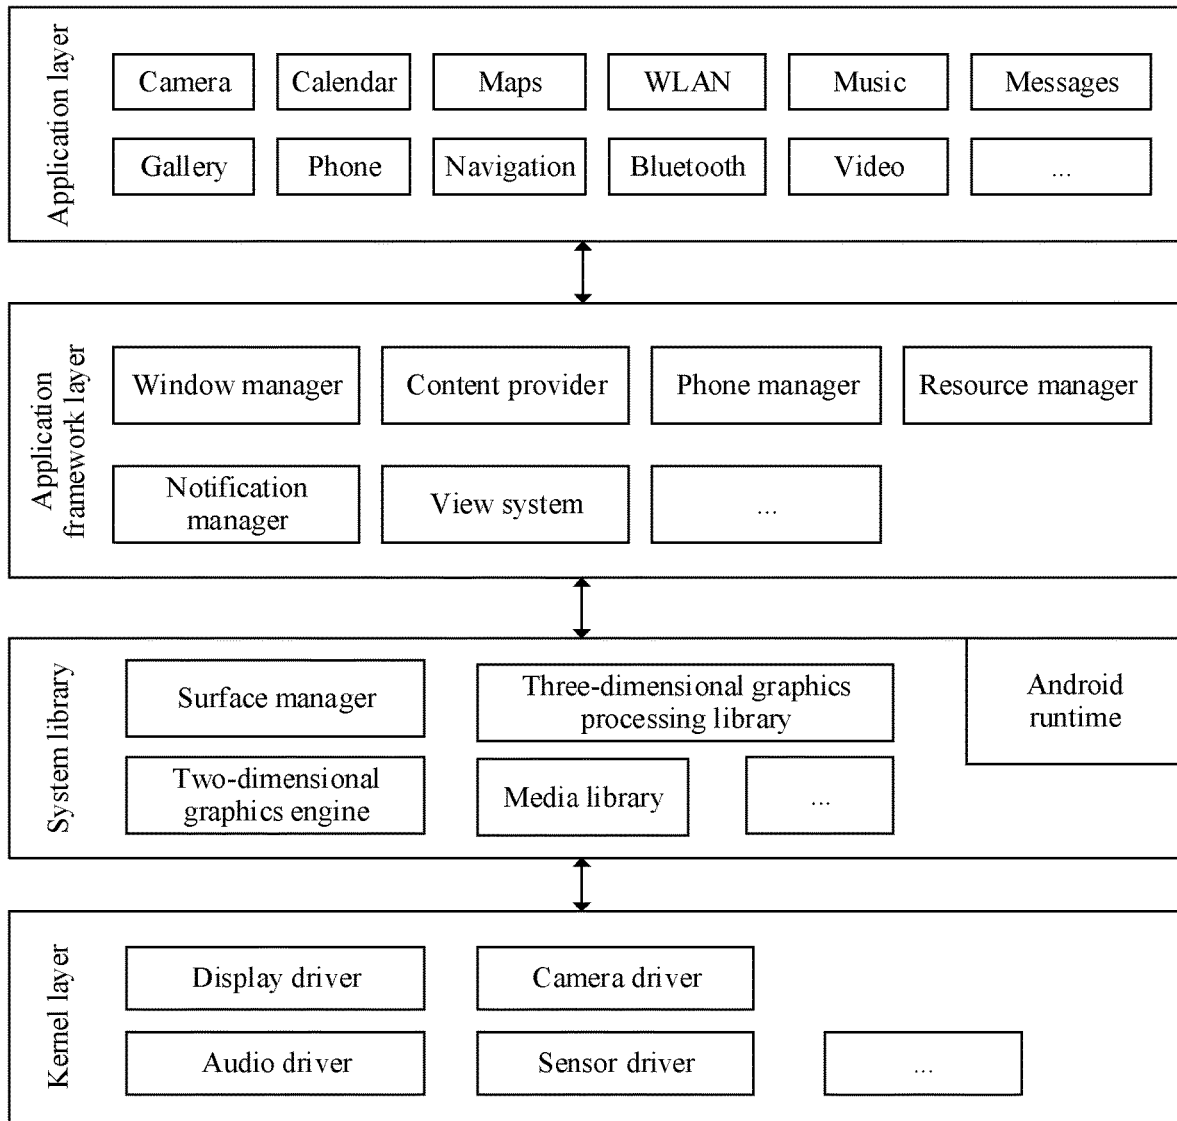 Application layer
Camera
Calendar
Maps
WLAN
Music
Messages
Gallery
Phone
Navigation
Bluetooth
Video
...
Application
framework layer
Window manager
Content provider
Phone manager
Resource manager
Notification
manager
View system
...
System library
Surface manager
Three-dimensional graphics
processing library
Android
runtime
Two-dimensional
graphics engine
Media library
...
Kernel layer
Display driver
Camera driver
Audio driver
Sensor driver
...